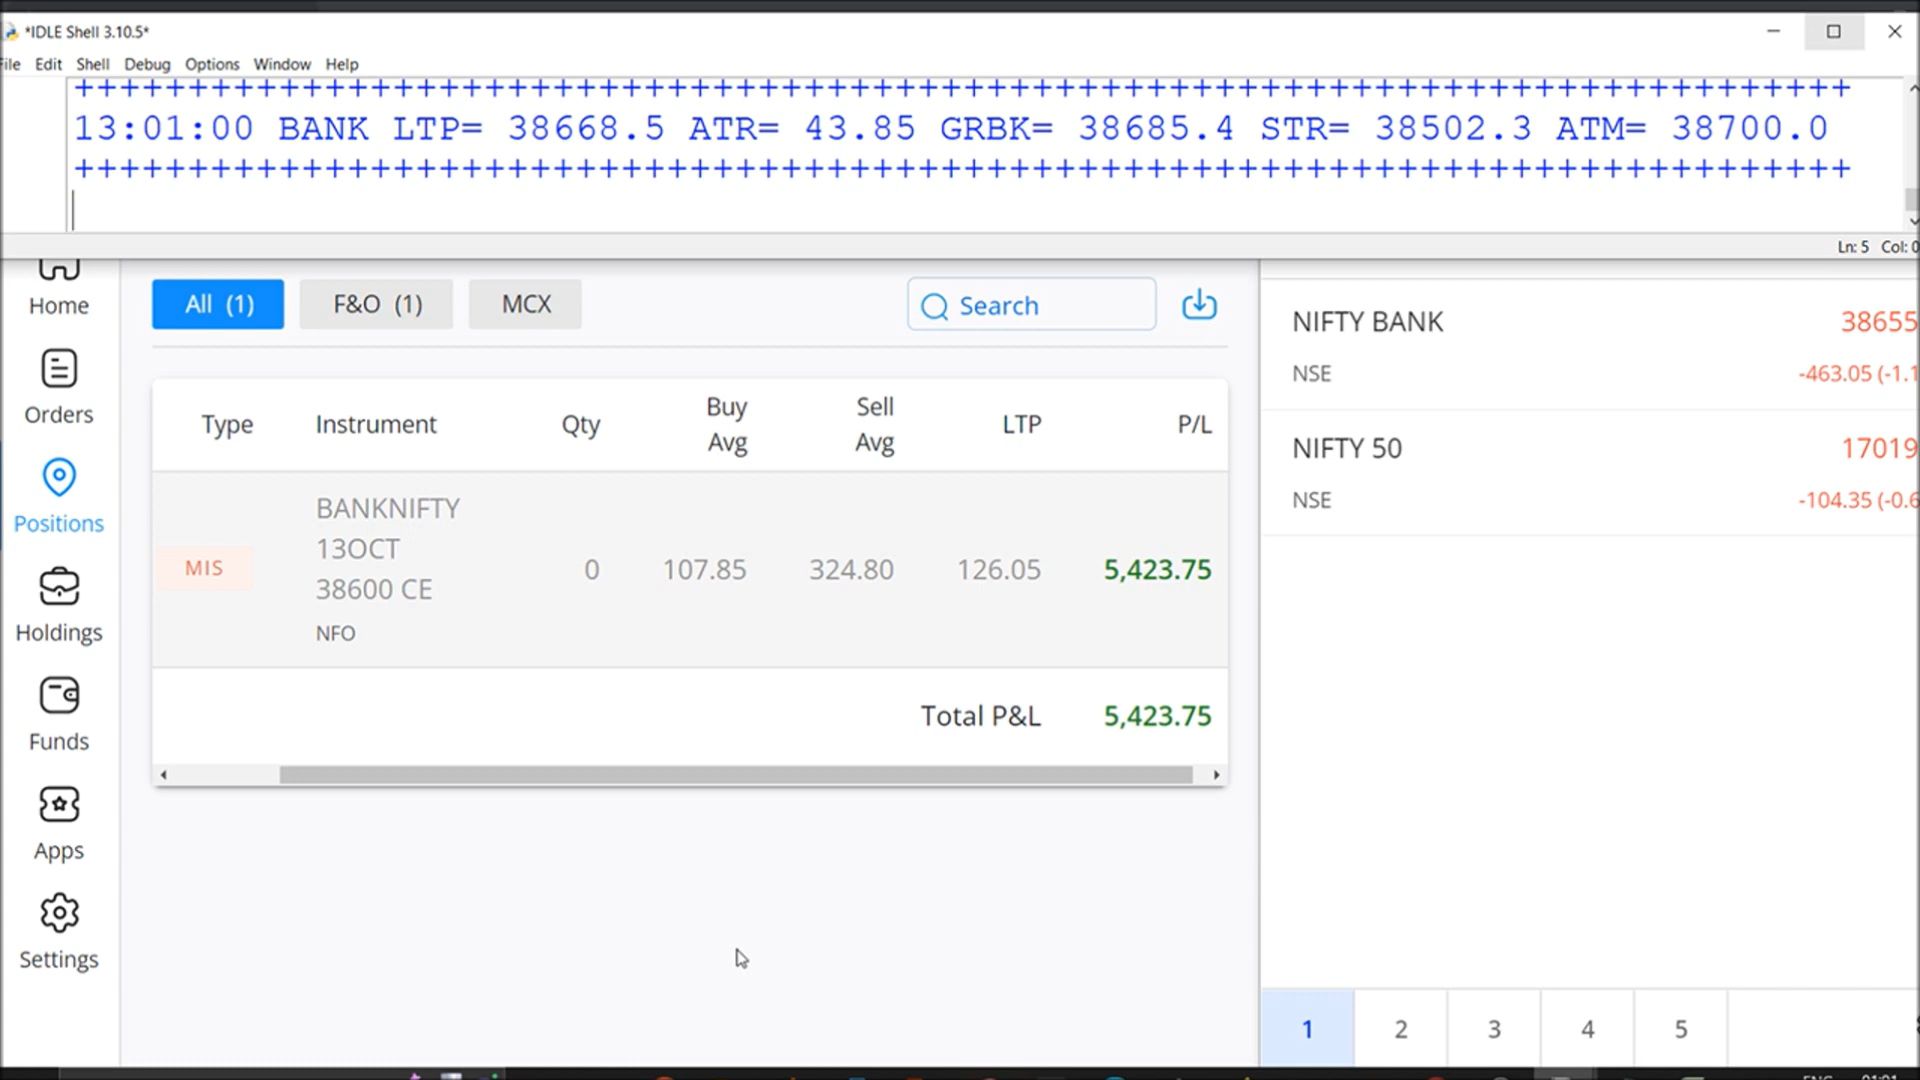 *IDLE Shell 3.10.5*
File Edit Shell Debug Options Window Help
++++++++++++++++++++++++++++++++++++++++++++++++++++++++++++++++++++++++++++++
13:01:00 BANK LTP= 38668.5 ATR= 43.85 GRBK= 38685.4 STR= 38502.3 ATM= 38700.0
++++++++++++++++++++++++++++++++++++++++++++++++++++++++++++++++++++++++++++++
Ln: 5 Col: 0
Home
Orders
Positions
Holdings
Funds
Apps
Settings
All (1) F&O (1) MCX Search
Type Instrument Qty Buy Avg Sell Avg LTP P/L
MIS
BANKNIFTY
13OCT
38600 CE
NFO
0 107.85 324.80 126.05 5,423.75
Total P&L 5,423.75
NIFTY BANK 38655
NSE -463.05 (-1.1
NIFTY 50 17019
NSE -104.35 (-0.6
1 2 3 4 5